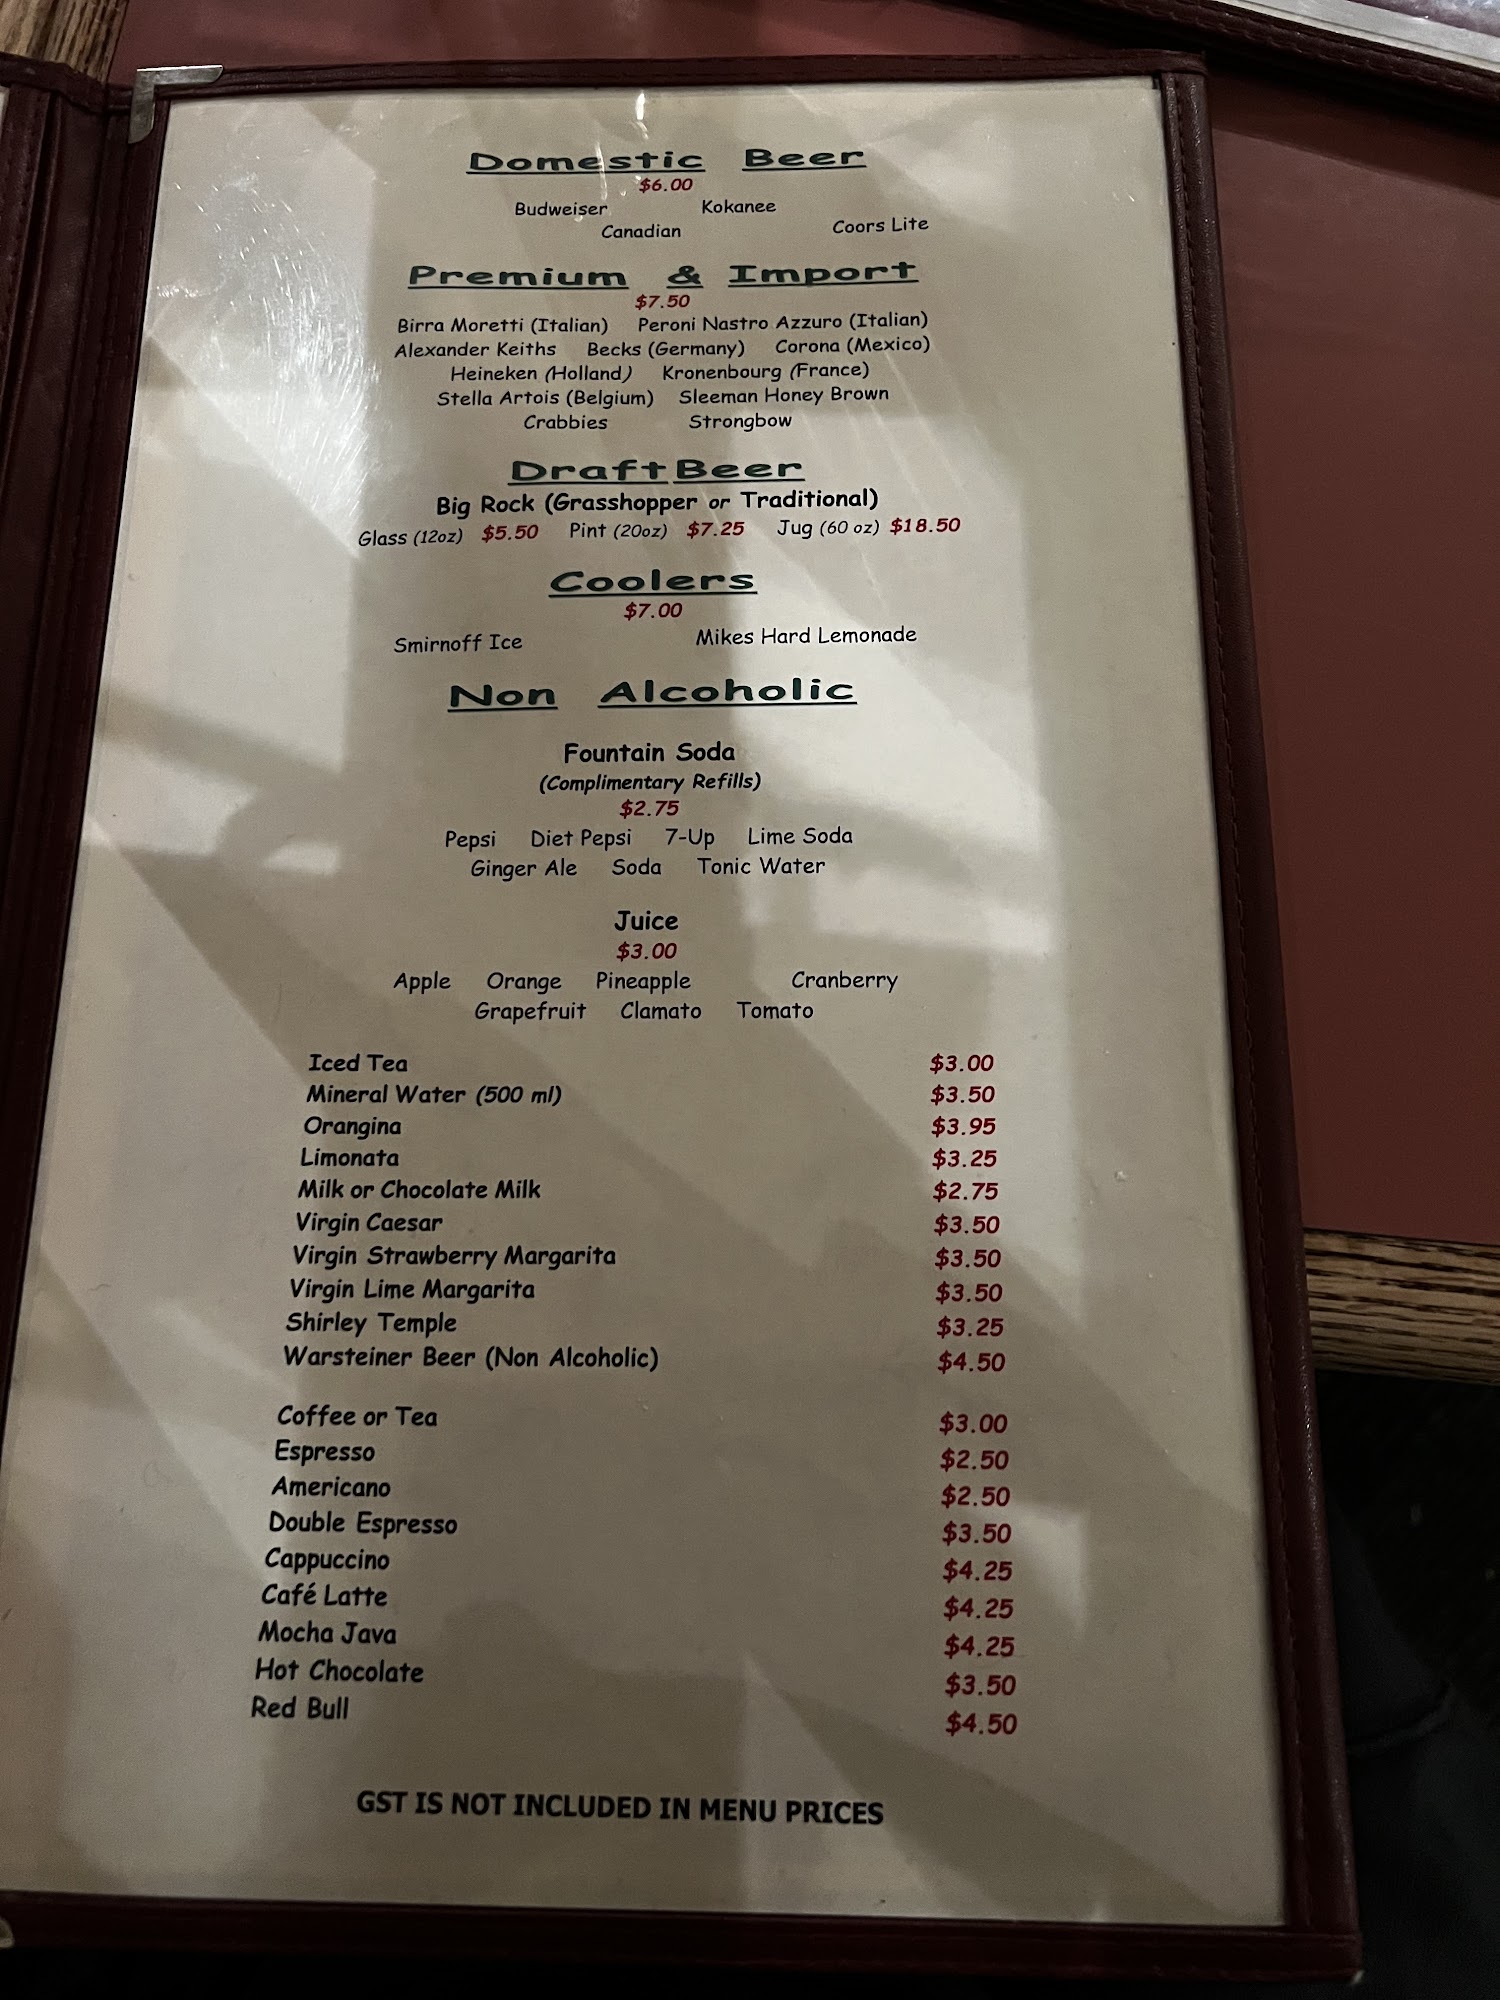 Domestic Beer
$6.00
Budweiser Kokanee
Canadian Coors Lite
Premium & Import
$7.50
Birra Moretti (Italian) Peroni Nastro Azzuro (Italian)
Alexander Keiths Becks (Germany) Corona (Mexico)
Heineken (Holland) Kronenbourg (France)
Stella Artois (Belgium) Sleeman Honey Brown
Crabbies Strongbow
Draft Beer
Big Rock (Grasshopper or Traditional)
Glass (12oz) $5.50 Pint (20oz) $7.25 Jug (60 oz) $18.50
Coolers
$7.00
Smirnoff Ice Mikes Hard Lemonade
Non Alcoholic
Fountain Soda
(Complimentary Refills)
$2.75
Pepsi Diet Pepsi 7-Up Lime Soda
Ginger Ale Soda Tonic Water
Juice
$3.00
Apple Orange Pineapple Cranberry
Grapefruit Clamato Tomato
Iced Tea $3.00
Mineral Water (500 ml) $3.50
Orangina $3.95
Limonata $3.25
Milk or Chocolate Milk $2.75
Virgin Caesar $3.50
Virgin Strawberry Margarita $3.50
Virgin Lime Margarita $3.50
Shirley Temple $3.25
Warsteiner Beer (Non Alcoholic) $4.50
Coffee or Tea $3.00
Espresso $2.50
Americano $2.50
Double Espresso $3.50
Cappuccino $4.25
Café Latte $4.25
Mocha Java $4.25
Hot Chocolate $3.50
Red Bull $4.50
GST IS NOT INCLUDED IN MENU PRICES